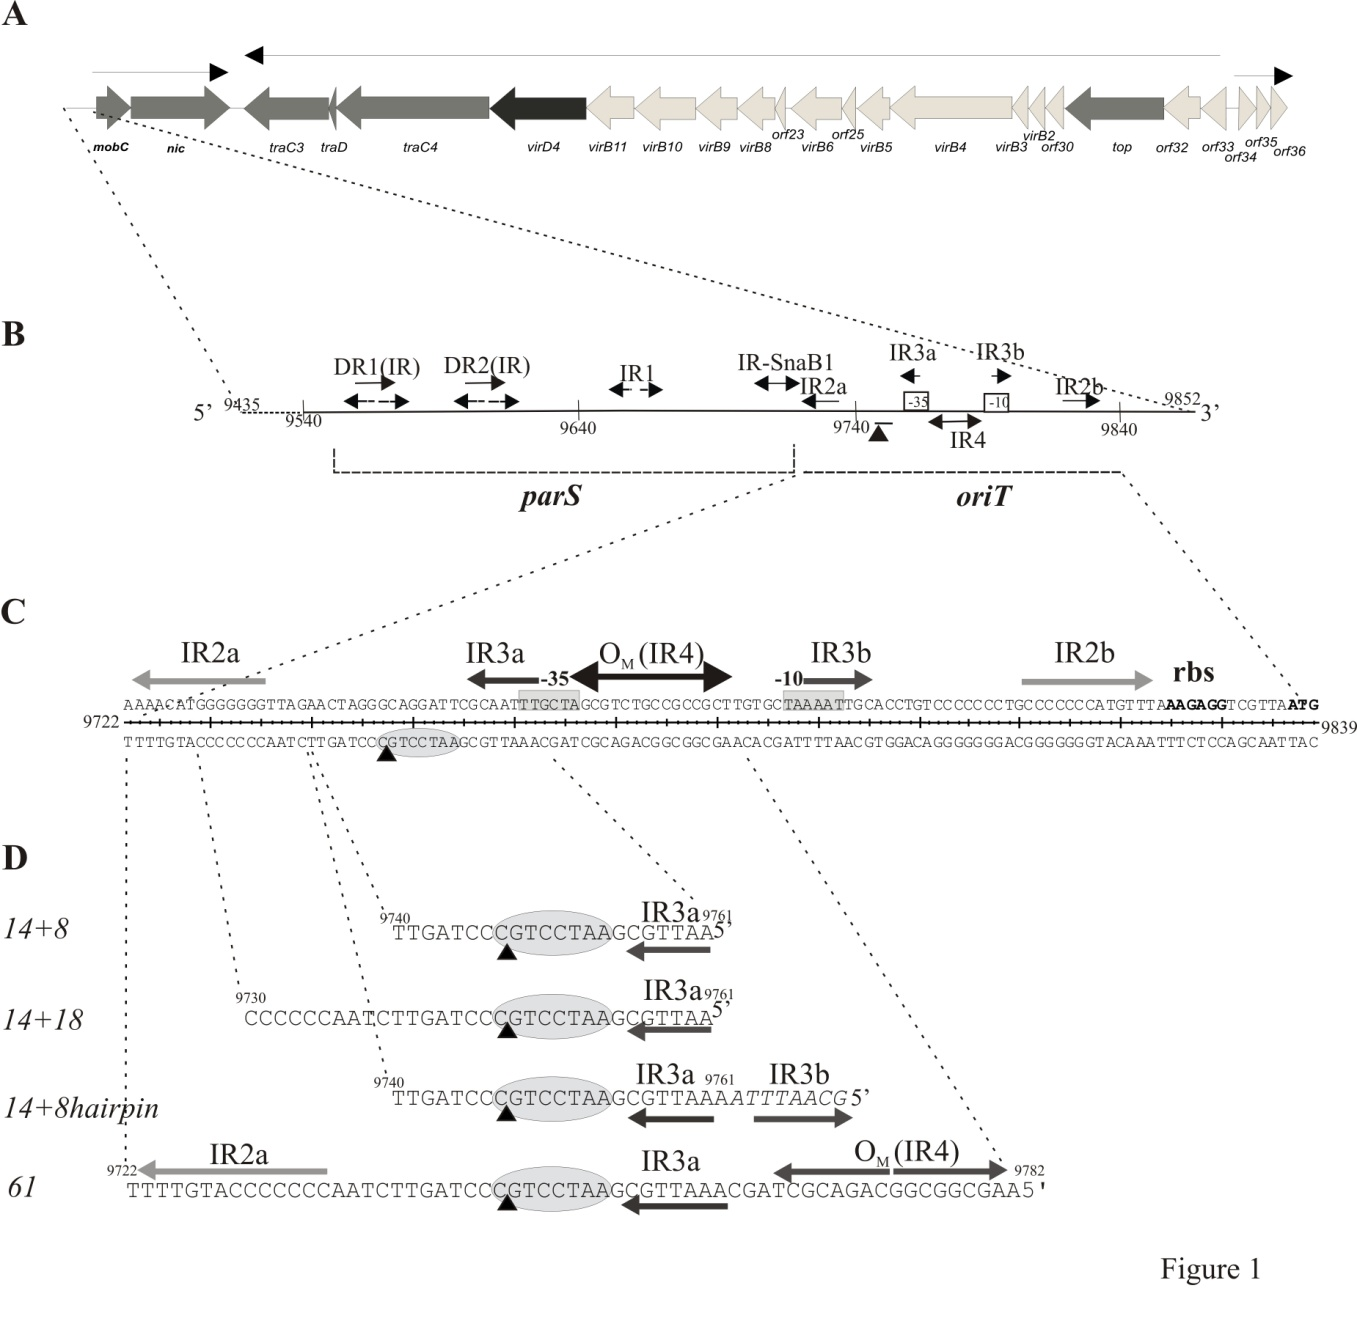 A
mobC nic traC3 traD traC4 virD4 virB11 virB10 virB9 virB8 orf23 virB6 orf25 virB5 virB4 virB3 virB2 orf30 top orf32 orf33 orf34 orf35 orf36
B
DR1(IR) DR2(IR) IR1 IR-SnaB1 IR2a IR3a IR3b IR2b
5’ 9435 -35 -10 9852 3’
9540 9640 9740 IR4 9840
parS oriT
C
IR2a IR3a -35 OM (IR4) -10 IR3b IR2b rbs
AAAACATGGGGGGGTTAGAACTAGGGCAGGATTCGCAATTTGCTAGCGTCTGCCGCCGCTTGTGCTAAAATTGCACCTGTCCCCCCCTGCCCCCCCATGTTTAAAGAGGTCGTTAATG
9722 9839
TTTTGTACCCCCCCAATCTTGATCCCGTCCTAAGCGTTAAACGATCGCAGACGGCGGCGAACACGATTTTAACGTGGACAGGGGGGGACGGGGGGGTACAAATTTCTCCAGCAATTAC
D
14+8
9740 IR3a 9761
TTGATCCCGTCCTAAGCGTTAA5’
14+18
9730 IR3a 9761
CCCCCCAATCTTGATCCCGTCCTAAGCGTTAA5’
14+8hairpin
9740 IR3a 9761 IR3b
TTGATCCCGTCCTAAGCGTTAAAATTTAACG5’
61
9722 IR2a IR3a OM (IR4) 9782
TTTTGTACCCCCCCAATCTTGATCCCGTCCTAAGCGTTAAACGATCGCAGACGGCGGCGAA5'
Figure 1